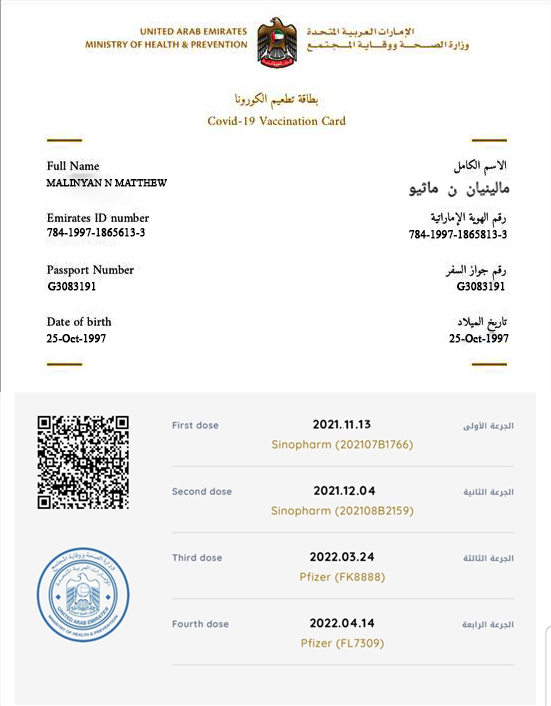 UNITED ARAB EMIRATES
MINISTRY OF HEALTH & PREVENTION
الإمارات العربية المتحدة
وزارة الصحة ووقاية المجتمع
بطاقة تطعيم الكورونا
Covid-19 Vaccination Card
Full Name
الاسم الكامل
MALINYAN N MATTHEW
مالينيان ن ماثيو
Emirates ID number
رقم الهوية الإماراتية
784-1997-1865613-3
784-1997-1865813-3
Passport Number
رقم جواز السفر
G3083191
G3083191
Date of birth
تاريخ الميلاد
25-Oct-1997
25-Oct-1997
First dose
2021.11.13
الجرعة الأولى
Sinopharm (202107B1766)
Second dose
2021.12.04
الجرعة الثانية
Sinopharm (202108B2159)
Third dose
2022.03.24
الجرعة الثالثة
Pfizer (FK8888)
Fourth dose
2022.04.14
الجرعة الرابعة
Pfizer (FL7309)
وزارة الصحة ووقاية المجتمع
الإمارات العربية المتحدة
UNITED ARAB EMIRATES
MINISTRY OF HEALTH & PREVENTION